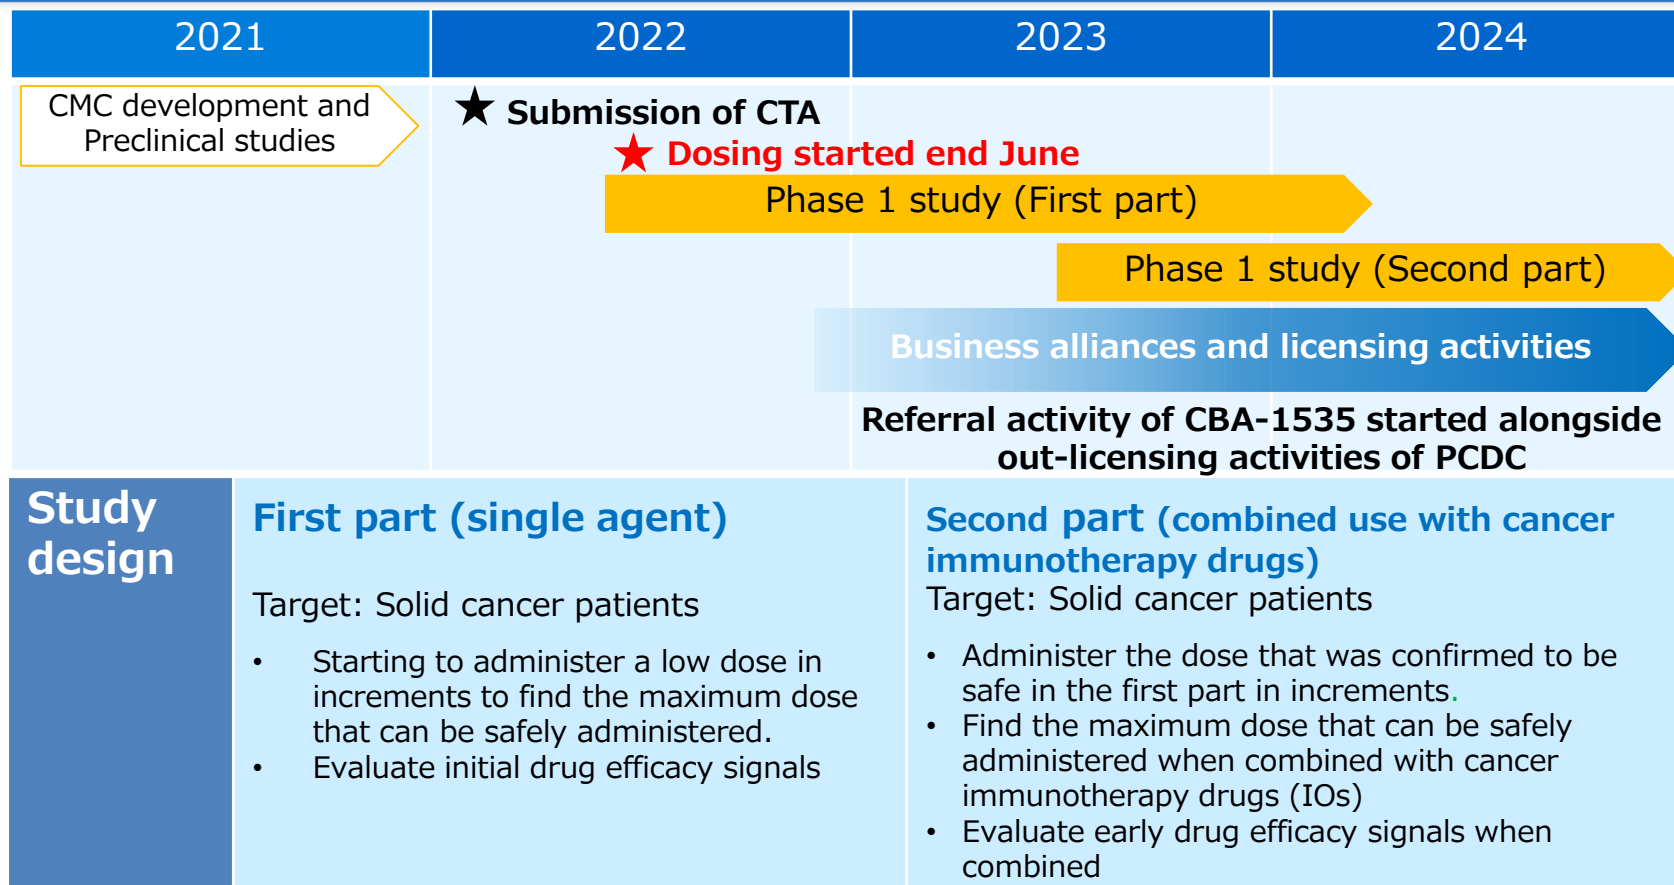 2021 2022 2023 2024
CMC development and
Preclinical studies
★ Submission of CTA
★ Dosing started end June
Phase 1 study (First part)
Phase 1 study (Second part)
Business alliances and licensing activities
Referral activity of CBA-1535 started alongside
out-licensing activities of PCDC
Study
design
First part (single agent)
Target: Solid cancer patients
• Starting to administer a low dose in
increments to find the maximum dose
that can be safely administered.
• Evaluate initial drug efficacy signals
Second part (combined use with cancer
immunotherapy drugs)
Target: Solid cancer patients
• Administer the dose that was confirmed to be
safe in the first part in increments.
• Find the maximum dose that can be safely
administered when combined with cancer
immunotherapy drugs (IOs)
• Evaluate early drug efficacy signals when
combined